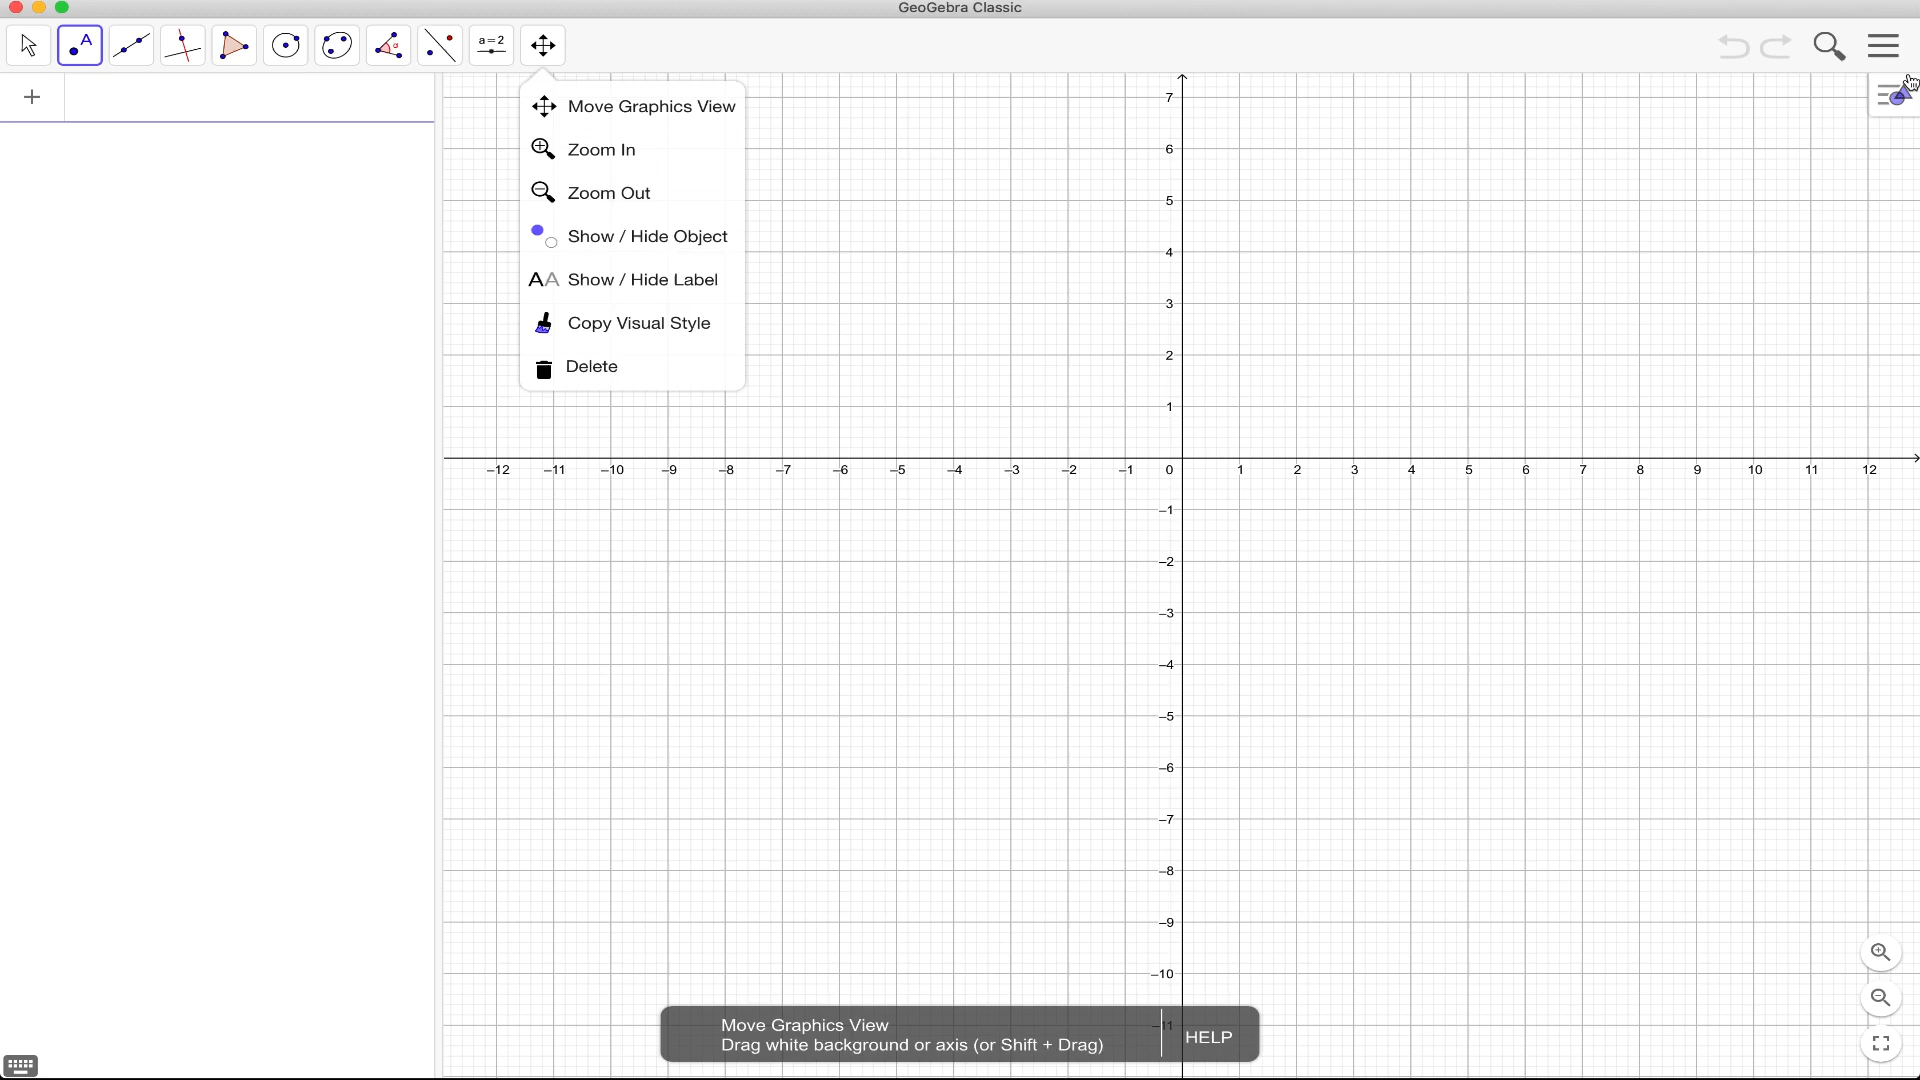 GeoGebra Classic
A
α
a=2
+
Move Graphics View
Zoom In
Zoom Out
Show / Hide Object
AA Show / Hide Label
Copy Visual Style
Delete
7
6
5
4
3
2
1
−12 −11 −10 −9 −8 −7 −6 −5 −4 −3 −2 −1 0 1 2 3 4 5 6 7 8 9 10 11 12
−1
−2
−3
−4
−5
−6
−7
−8
−9
−10
−11
Move Graphics View
Drag white background or axis (or Shift + Drag)
HELP